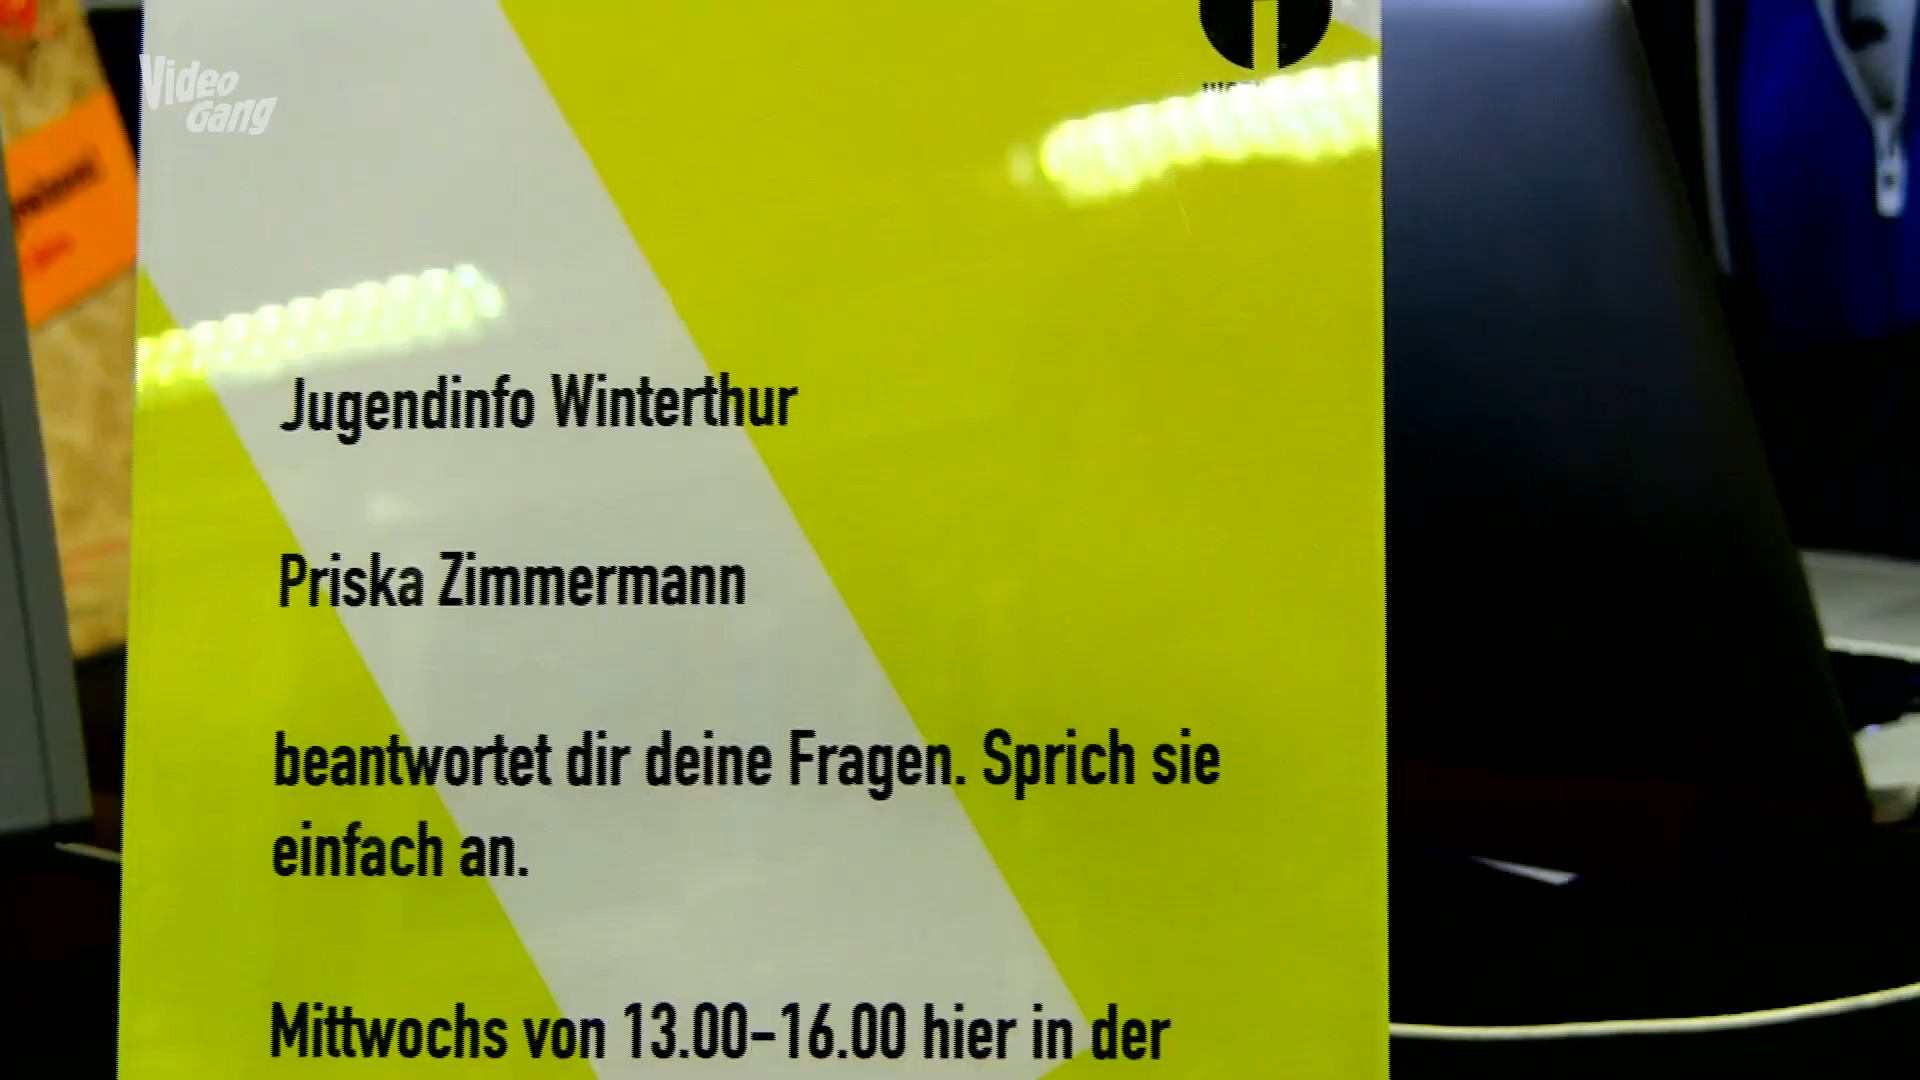 Video
Gang
Jugendinfo Winterthur
Priska Zimmermann
beantwortet dir deine Fragen. Sprich sie
einfach an.
Mittwochs von 13.00-16.00 hier in der